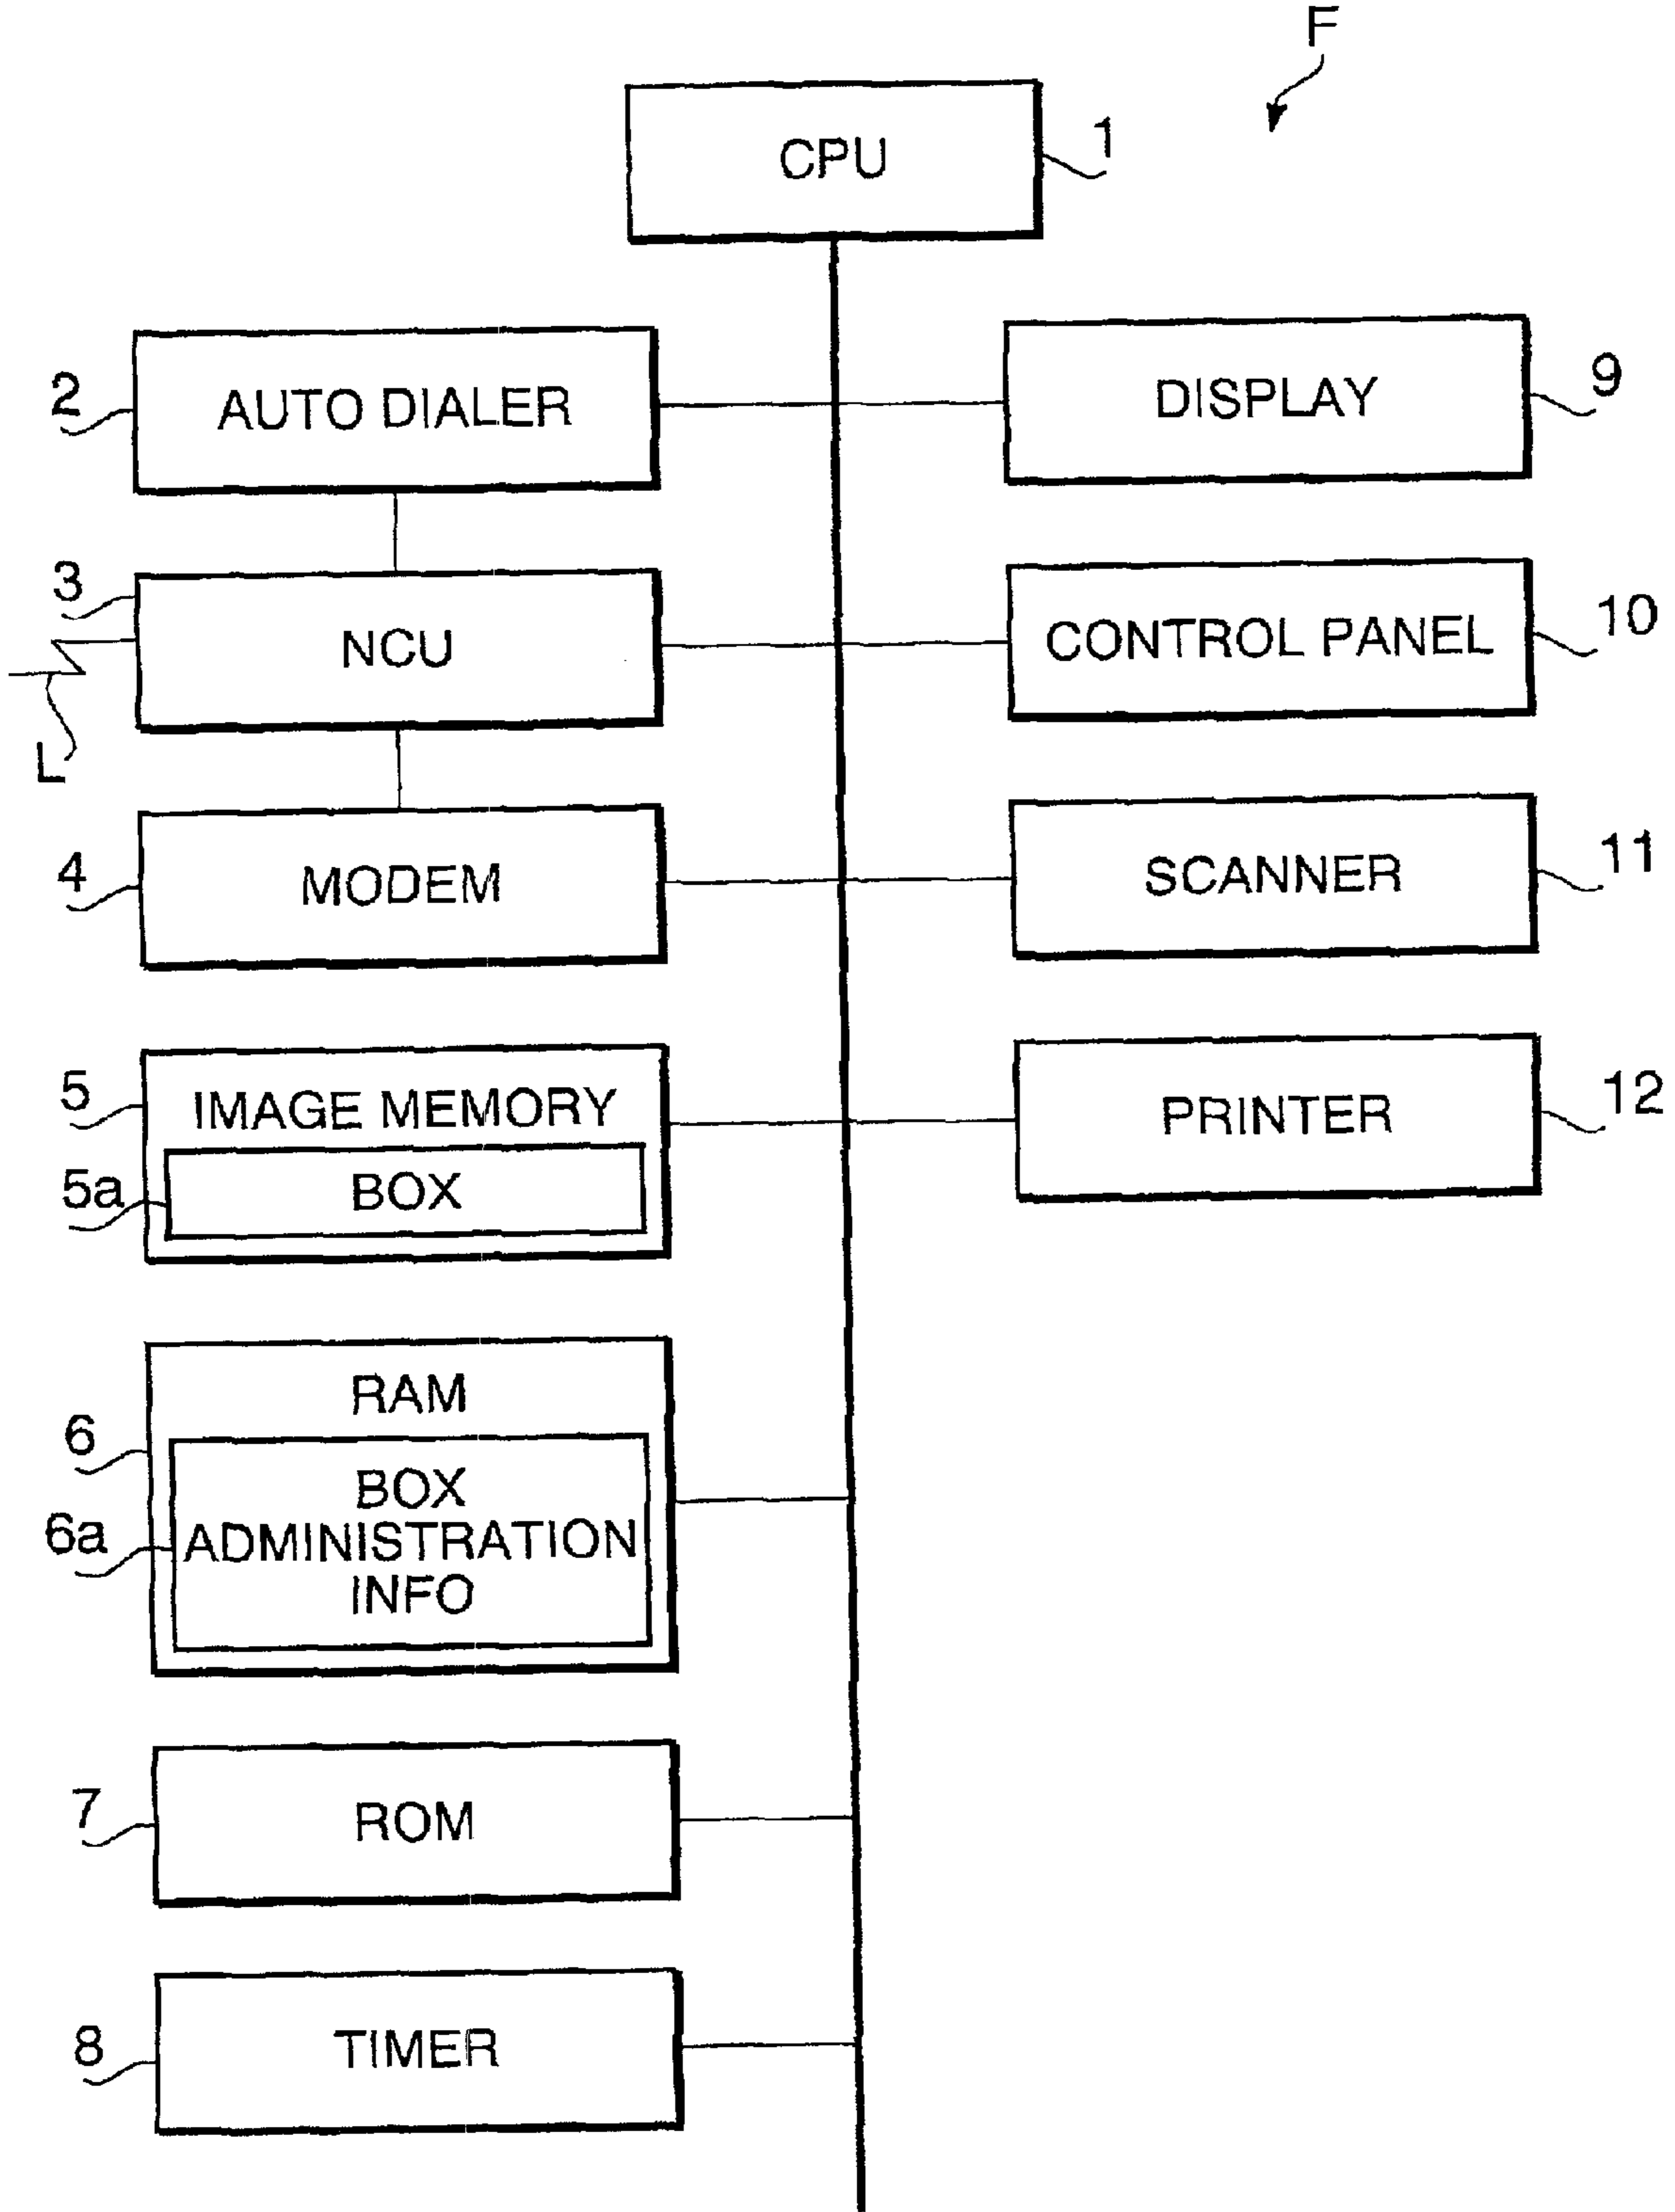 F
CPU
1
2
AUTO DIALER
DISPLAY
9
3
NCU
L
CONTROL PANEL
10
4
MODEM
SCANNER
11
5
IMAGE MEMORY
5a
BOX
PRINTER
12
6
RAM
6a
BOX
ADMINISTRATION
INFO
7
ROM
8
TIMER